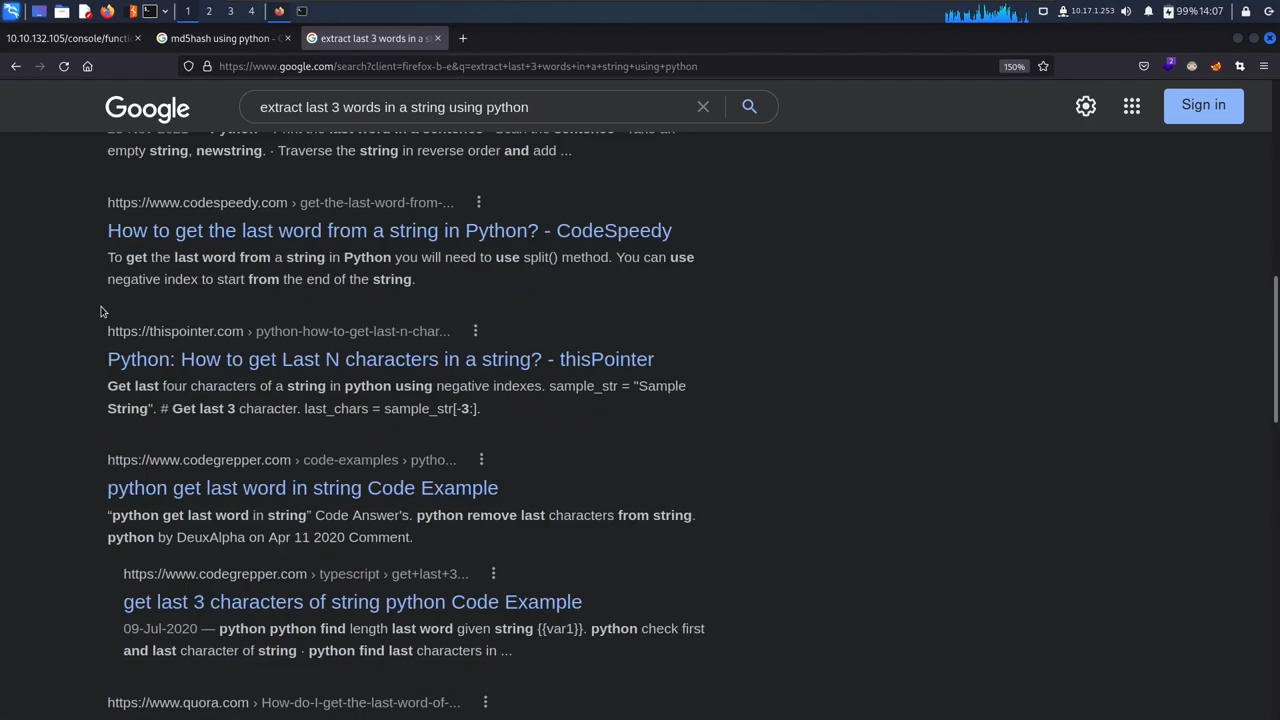 1 2 3 4 10.17.1.253 99% 14:07
10.10.132.105/console/functi md5hash using python - G extract last 3 words in a s
https://www.google.com/search?client=firefox-b-e&q=extract+last+3+words+in+a+string+using+python 150% 2
Google extract last 3 words in a string using python Sign in
empty string, newstring. · Traverse the string in reverse order and add ...
https://www.codespeedy.com › get-the-last-word-from-...
How to get the last word from a string in Python? - CodeSpeedy
To get the last word from a string in Python you will need to use split() method. You can use
negative index to start from the end of the string.
https://thispointer.com › python-how-to-get-last-n-char...
Python: How to get Last N characters in a string? - thisPointer
Get last four characters of a string in python using negative indexes. sample_str = "Sample
String". # Get last 3 character. last_chars = sample_str[-3:].
https://www.codegrepper.com › code-examples › pytho...
python get last word in string Code Example
“python get last word in string” Code Answer's. python remove last characters from string.
python by DeuxAlpha on Apr 11 2020 Comment.
https://www.codegrepper.com › typescript › get+last+3...
get last 3 characters of string python Code Example
09-Jul-2020 — python python find length last word given string {{var1}}. python check first
and last character of string · python find last characters in ...
https://www.quora.com › How-do-I-get-the-last-word-of-...